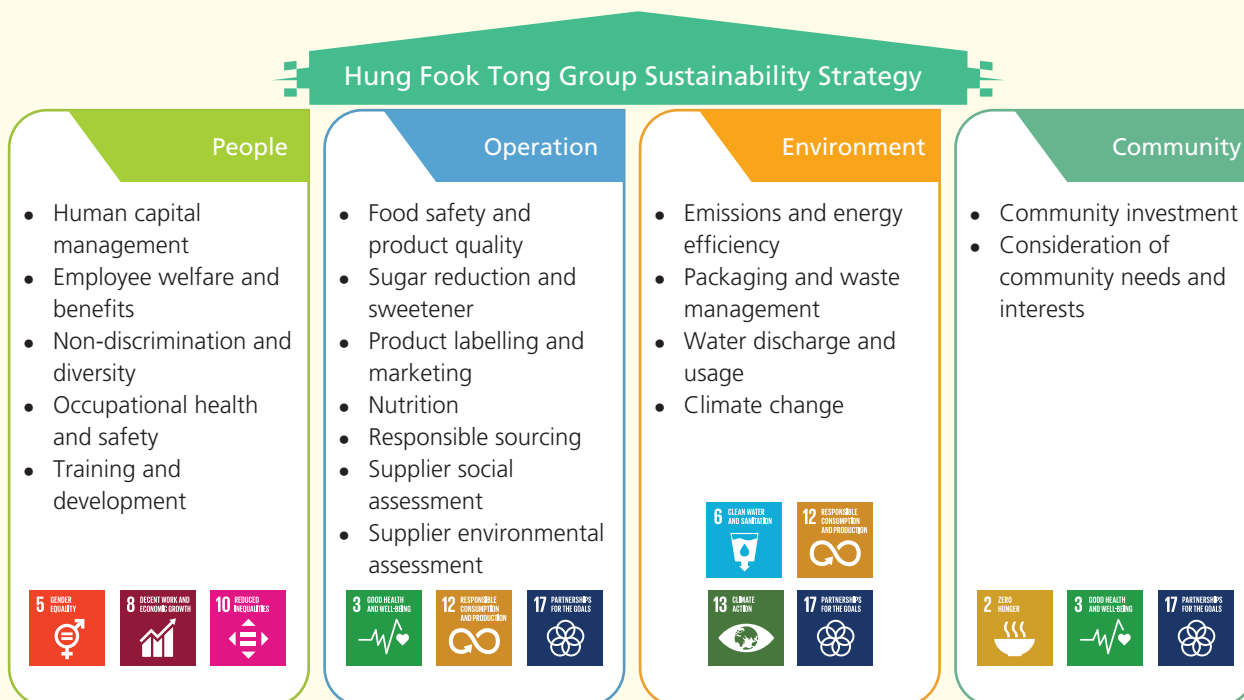 Hung Fook Tong Group Sustainability Strategy
People
• Human capital
management
• Employee welfare and
benefits
• Non-discrimination and
diversity
• Occupational health
and safety
• Training and
development
5 GENDER
EQUALITY
8 DECENT WORK AND
ECONOMIC GROWTH
10 REDUCED
INEQUALITIES
Operation
• Food safety and
product quality
• Sugar reduction and
sweetener
• Product labelling and
marketing
• Nutrition
• Responsible sourcing
• Supplier social
assessment
• Supplier environmental
assessment
3 GOOD HEALTH
AND WELL-BEING
12 RESPONSIBLE
CONSUMPTION
AND PRODUCTION
17 PARTNERSHIPS
FOR THE GOALS
Environment
• Emissions and energy
efficiency
• Packaging and waste
management
• Water discharge and
usage
• Climate change
6 CLEAN WATER
AND SANITATION
12 RESPONSIBLE
CONSUMPTION
AND PRODUCTION
13 CLIMATE
ACTION
17 PARTNERSHIPS
FOR THE GOALS
Community
• Community investment
• Consideration of
community needs and
interests
2 ZERO
HUNGER
3 GOOD HEALTH
AND WELL-BEING
17 PARTNERSHIPS
FOR THE GOALS